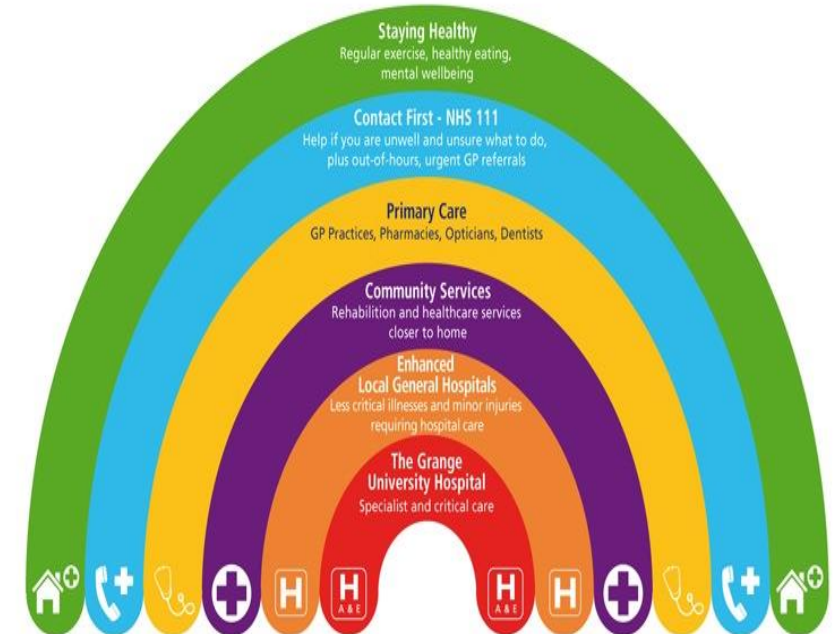 Staying Healthy
Regular exercise, healthy eating,
mental wellbeing
Contact First - NHS 111
Help if you are unwell and unsure what to do,
plus out-of-hours, urgent GP referrals
Primary Care
GP Practices, Pharmacies, Opticians, Dentists
Community Services
Rehabilition and healthcare services
closer to home
Enhanced
Local General Hospitals
Less critical illnesses and minor injuries
requiring hospital care
The Grange
University Hospital
Specialist and critical care
H
H
A&E
H
A&E
H